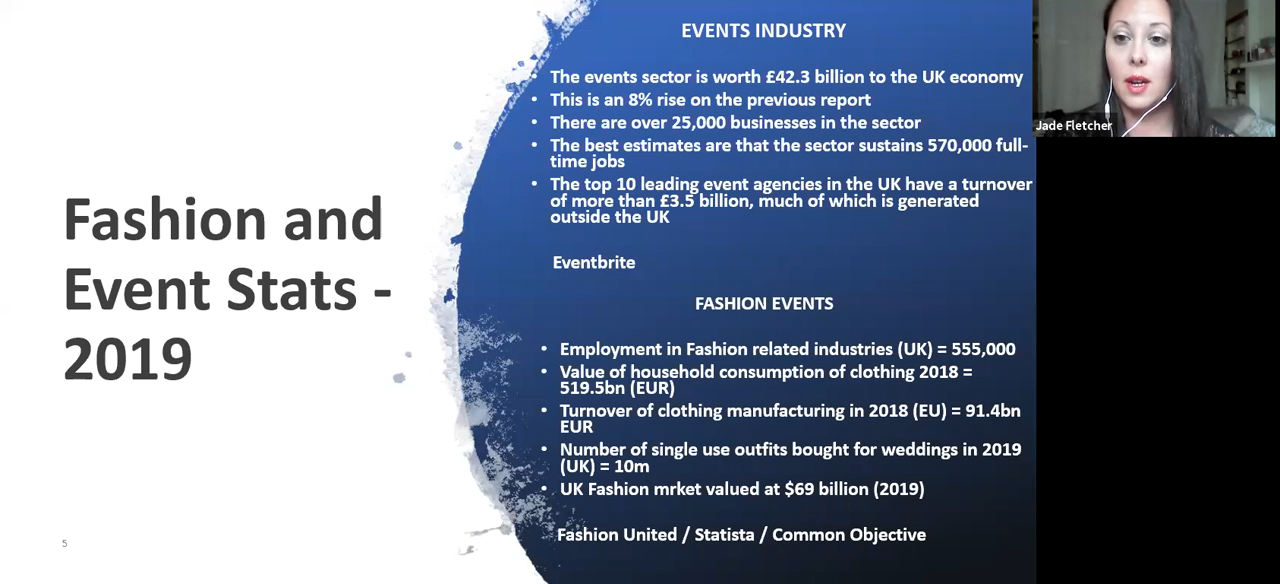 Fashion and
Event Stats -
2019
5
EVENTS INDUSTRY
• The events sector is worth £42.3 billion to the UK economy
• This is an 8% rise on the previous report
• There are over 25,000 businesses in the sector
• The best estimates are that the sector sustains 570,000 full-
time jobs
• The top 10 leading event agencies in the UK have a turnover
of more than £3.5 billion, much of which is generated
outside the UK
Eventbrite
FASHION EVENTS
• Employment in Fashion related industries (UK) = 555,000
• Value of household consumption of clothing 2018 =
519.5bn (EUR)
• Turnover of clothing manufacturing in 2018 (EU) = 91.4bn
EUR
• Number of single use outfits bought for weddings in 2019
(UK) = 10m
• UK Fashion mrket valued at $69 billion (2019)
Fashion United / Statista / Common Objective
Jade Fletcher